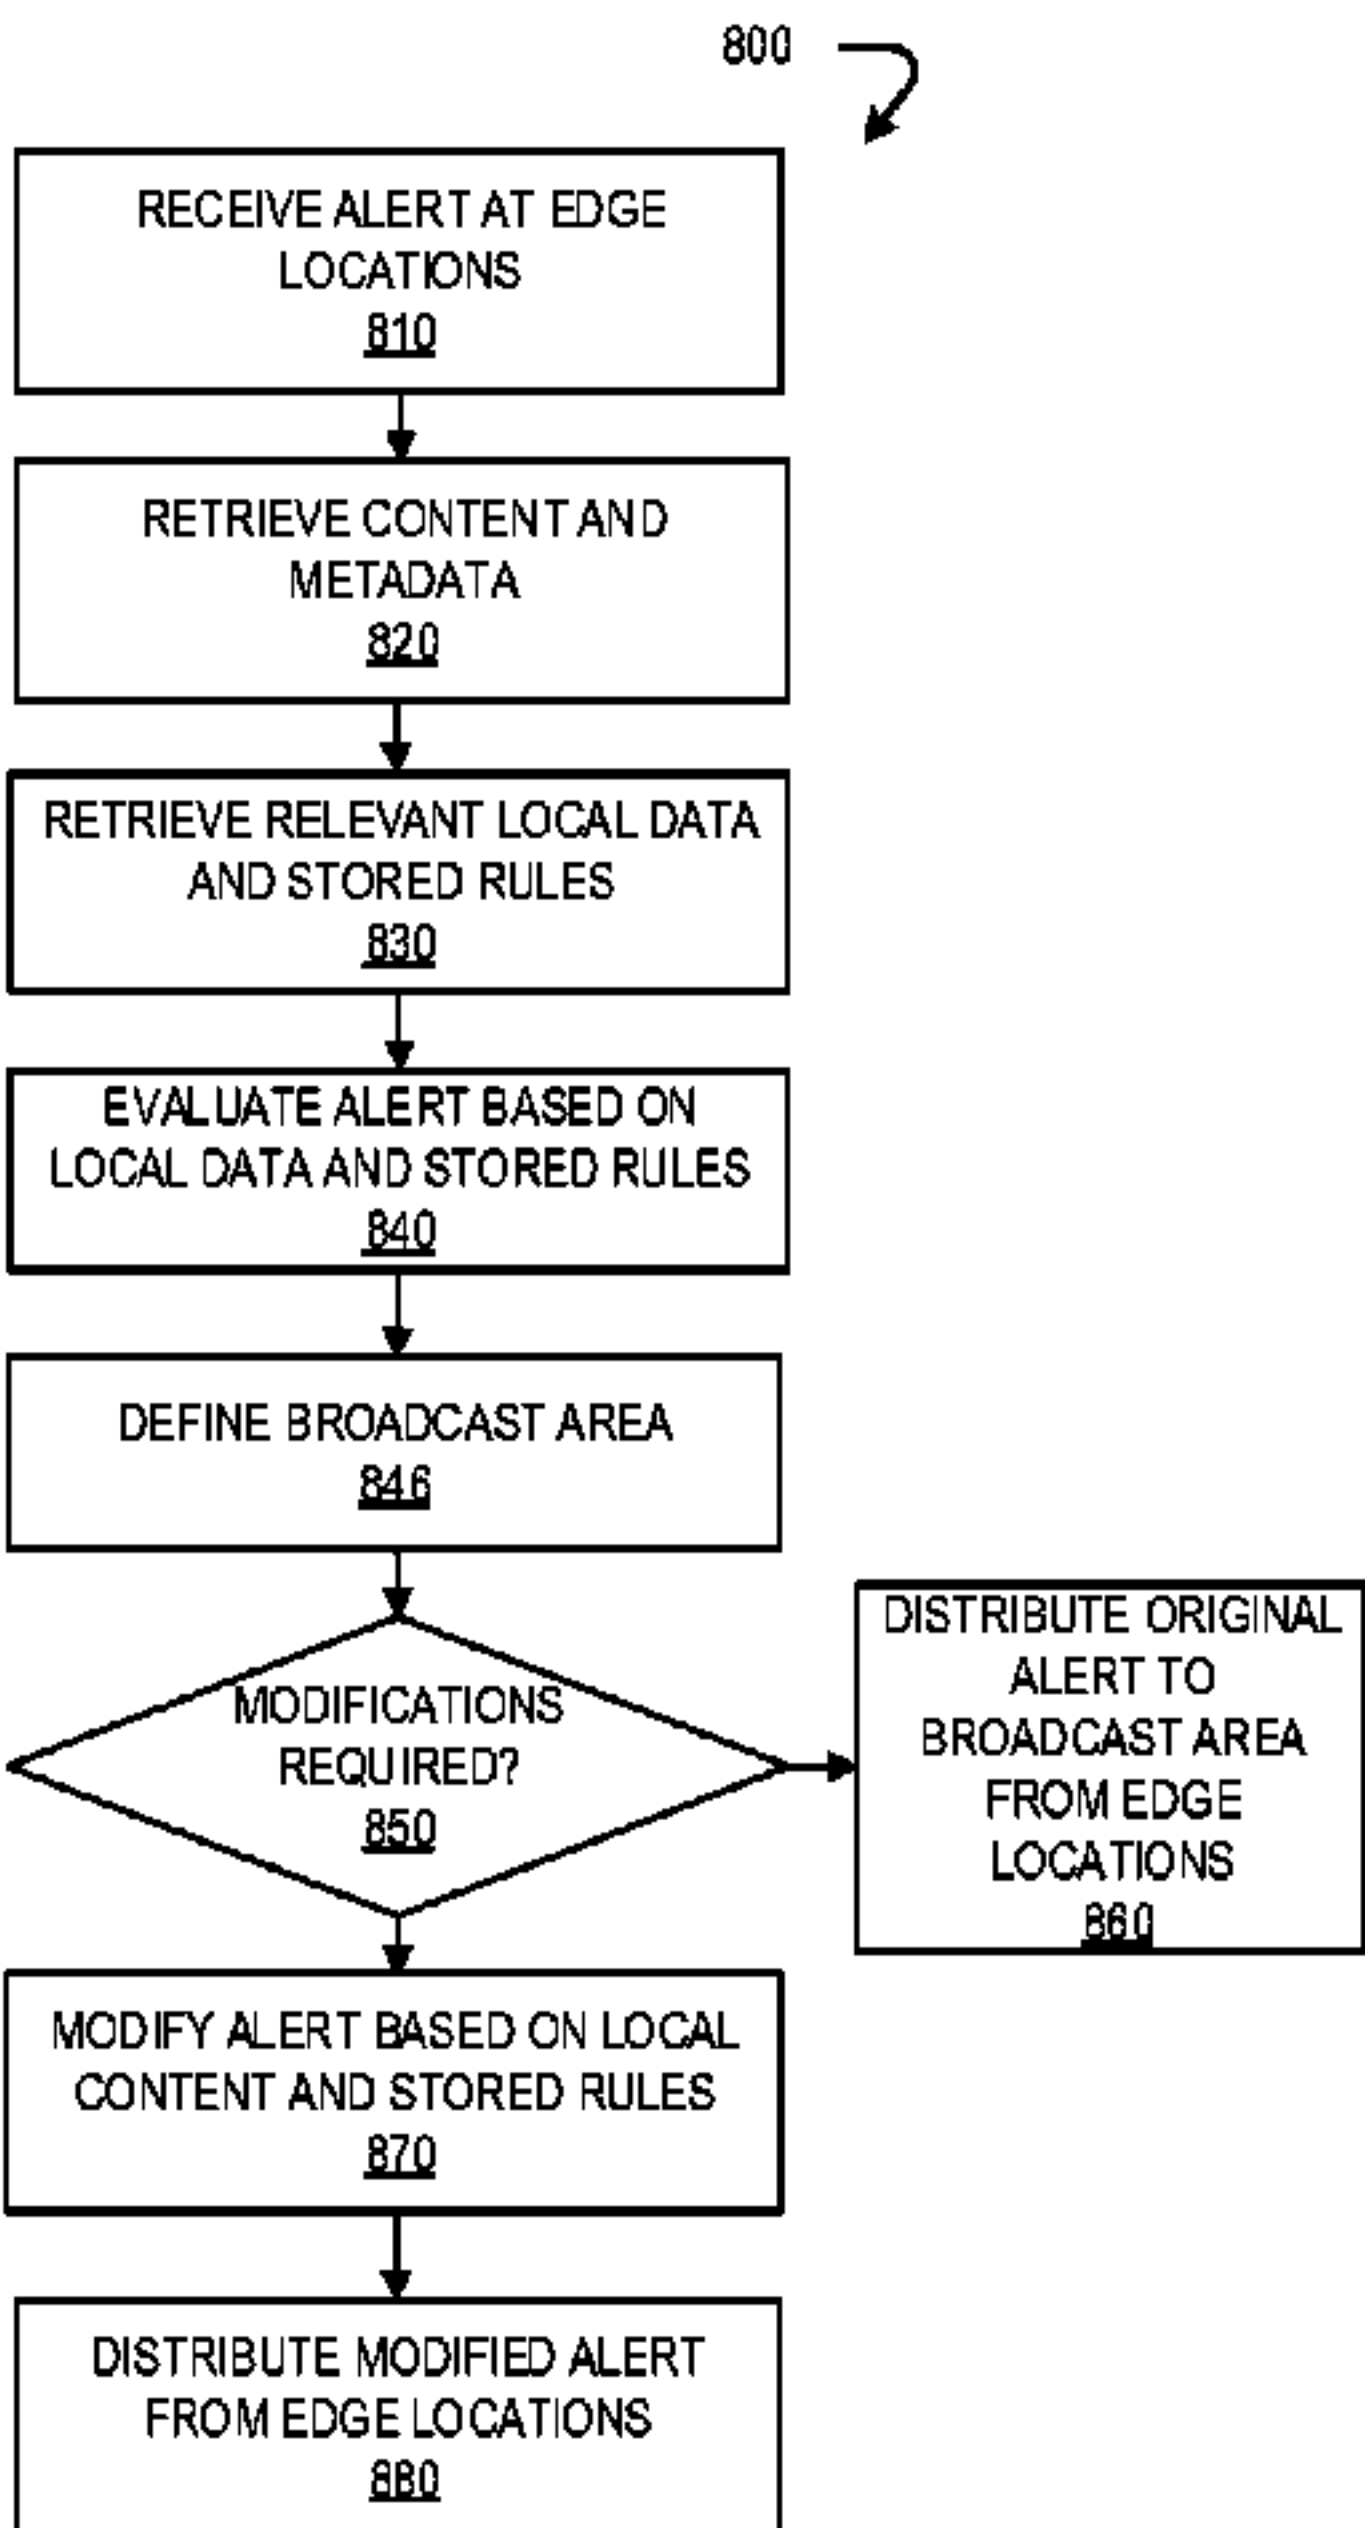 800
RECEIVE ALERT AT EDGE
LOCATIONS
810
RETRIEVE CONTENT AND
METADATA
820
RETRIEVE RELEVANT LOCAL DATA
AND STORED RULES
830
EVALUATE ALERT BASED ON
LOCAL DATA AND STORED RULES
840
DEFINE BROADCAST AREA
846
MODIFICATIONS
REQUIRED?
850
DISTRIBUTE ORIGINAL
ALERT TO
BROADCAST AREA
FROM EDGE
LOCATIONS
860
MODIFY ALERT BASED ON LOCAL
CONTENT AND STORED RULES
870
DISTRIBUTE MODIFIED ALERT
FROM EDGE LOCATIONS
880